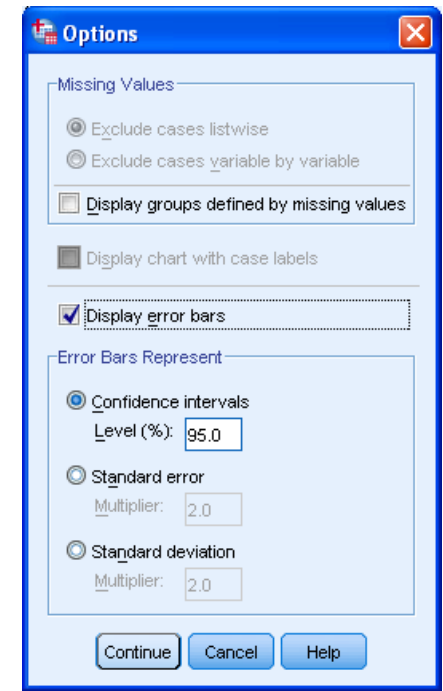 Options
Missing Values
Exclude cases listwise
Exclude cases variable by variable
Display groups defined by missing values
Display chart with case labels
Display error bars
Error Bars Represent
Confidence intervals
Level (%): 95.0
Standard error
Multiplier: 2.0
Standard deviation
Multiplier: 2.0
Continue Cancel Help